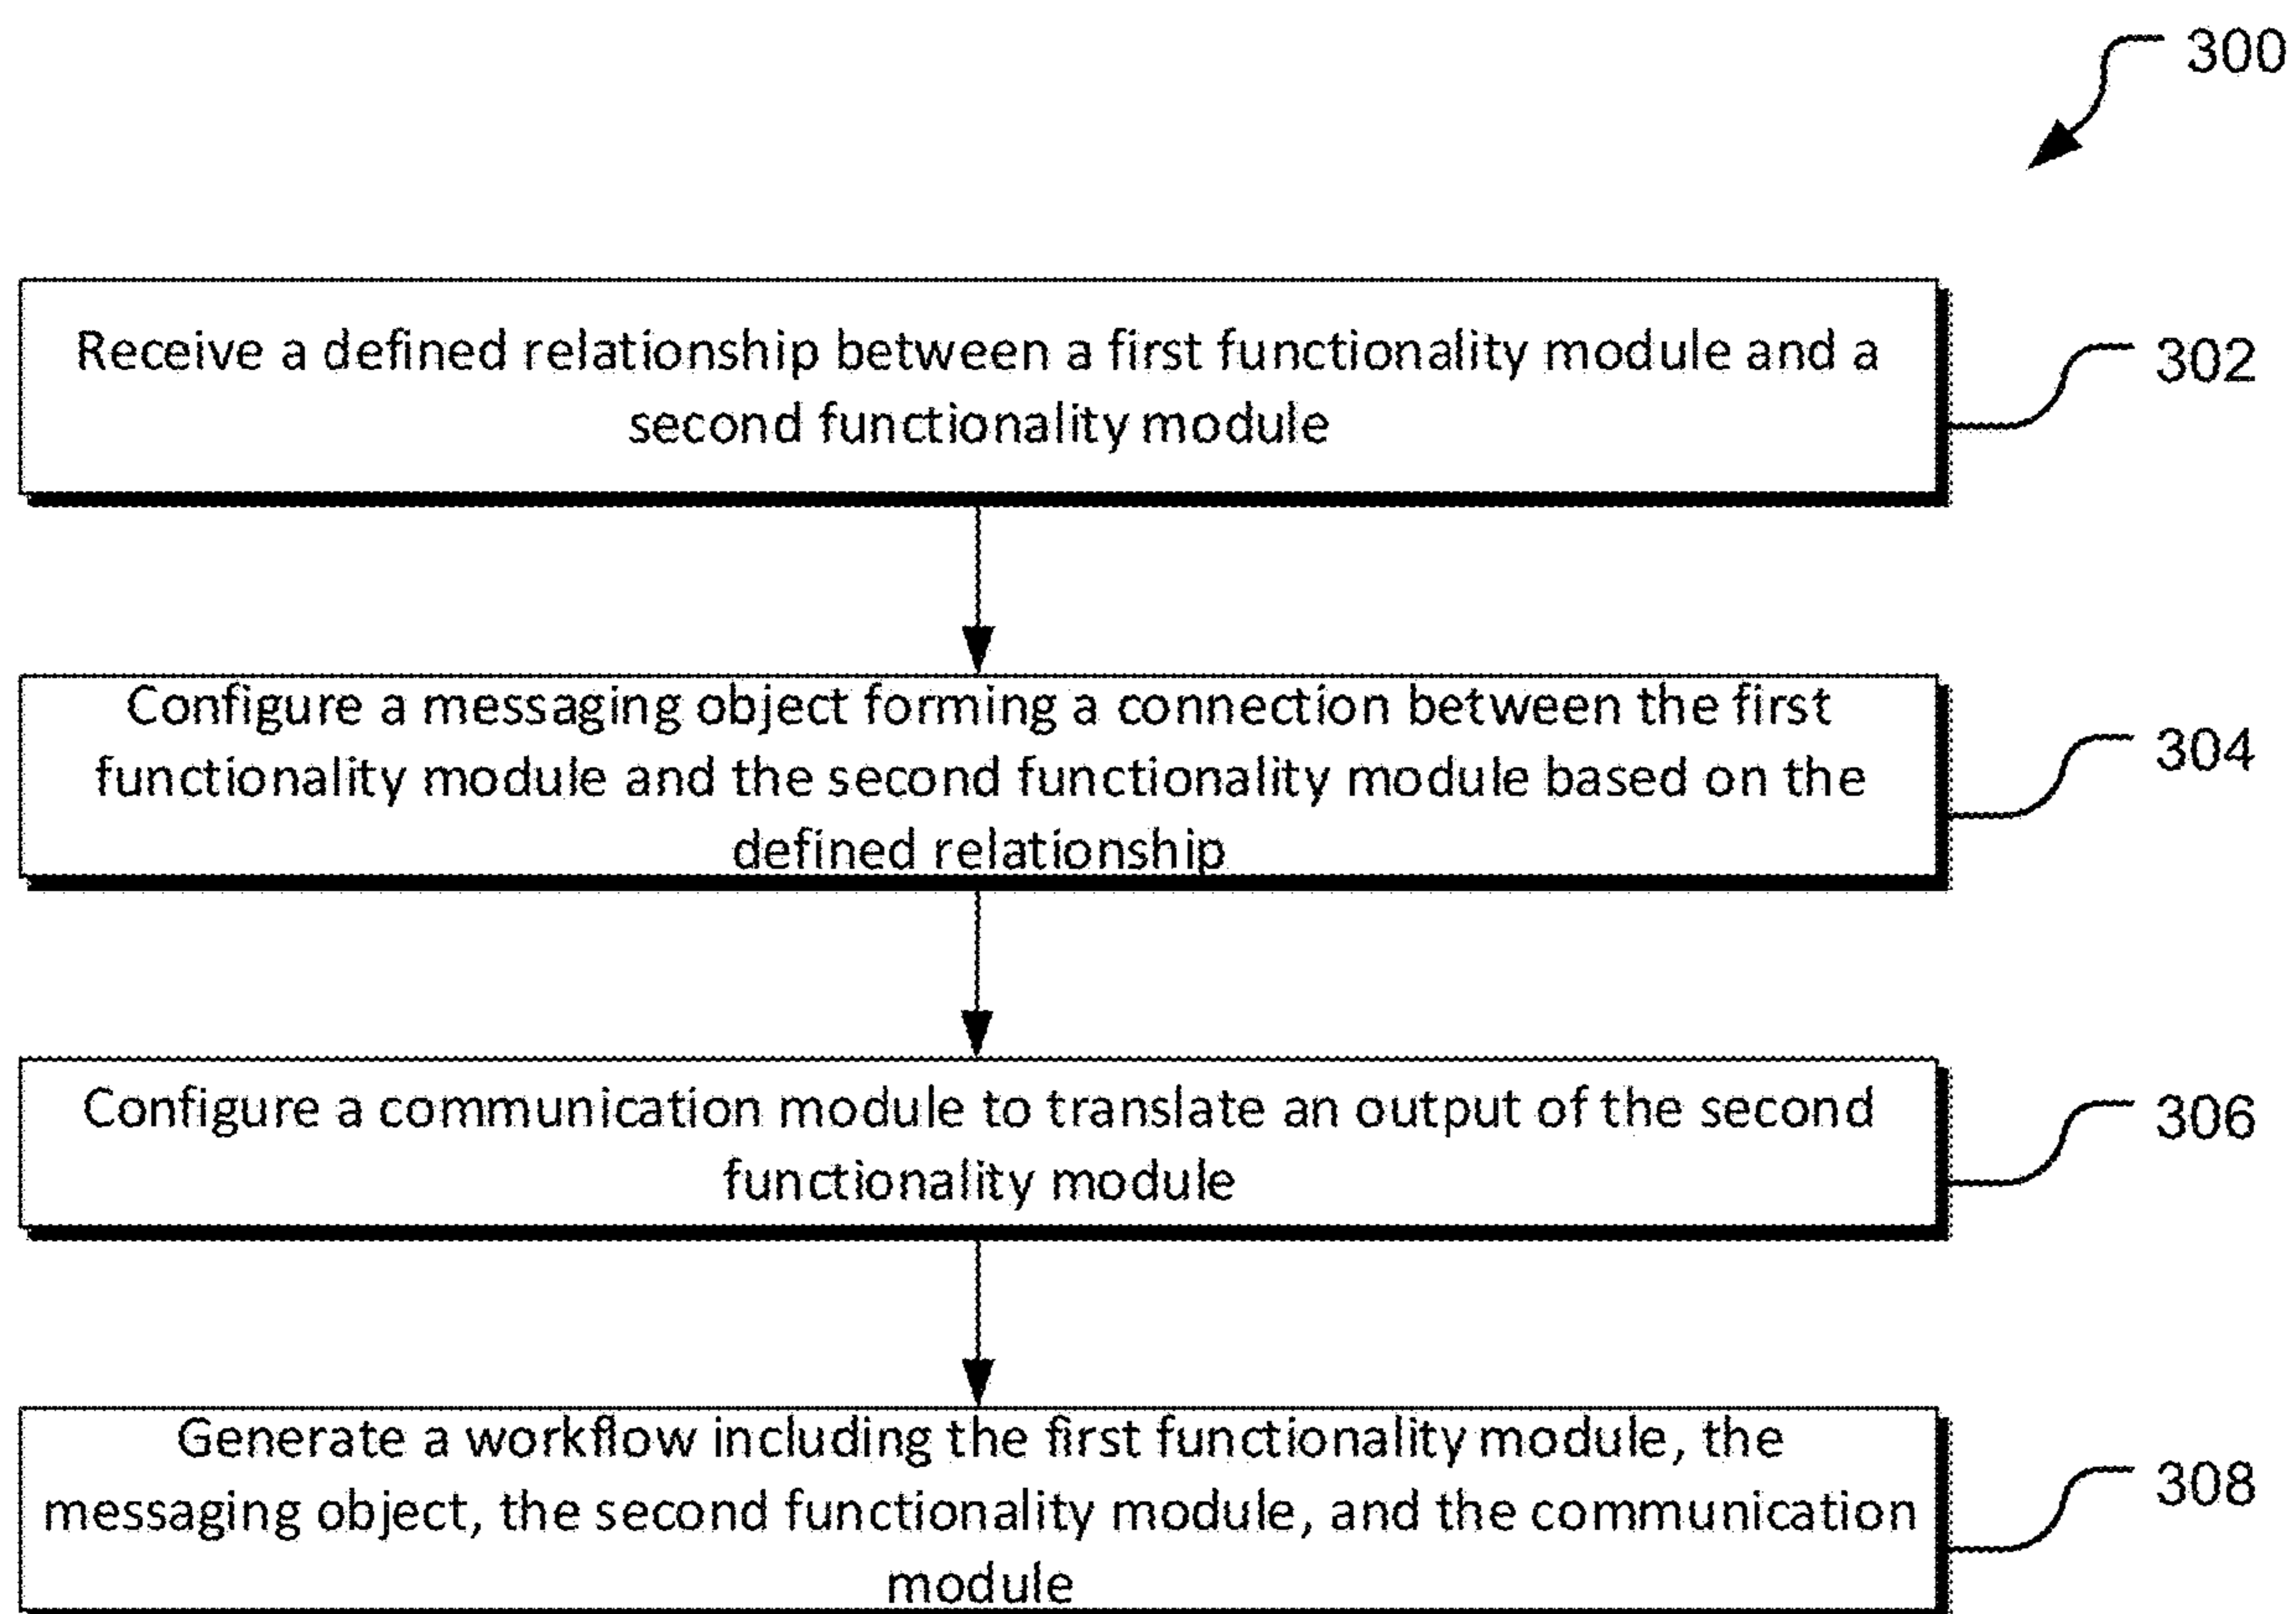 300
Receive a defined relationship between a first functionality module and a
second functionality module
302
Configure a messaging object forming a connection between the first
functionality module and the second functionality module based on the
defined relationship
304
Configure a communication module to translate an output of the second
functionality module
306
Generate a workflow including the first functionality module, the
messaging object, the second functionality module, and the communication
module
308